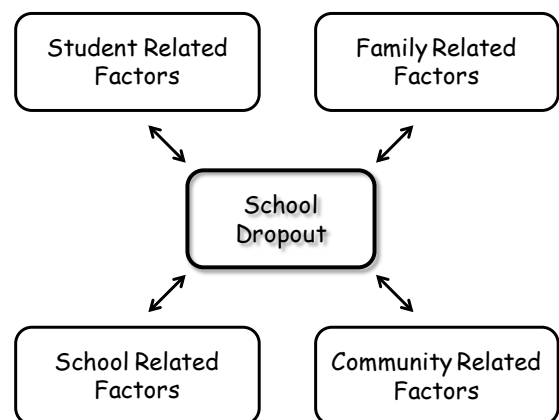 Student Related
Factors
Family Related
Factors
School
Dropout
School Related
Factors
Community Related
Factors